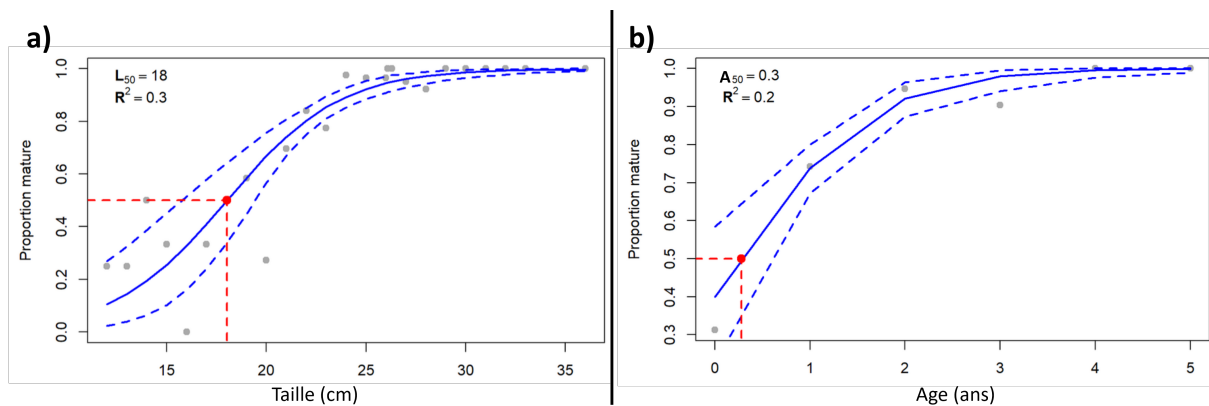 a)
L50 = 18
R2 = 0.3
Proportion mature
1.0
0.8
0.6
0.4
0.2
0.0
15
20
25
30
35
Taille (cm)
b)
A50 = 0.3
R2 = 0.2
Proportion mature
1.0
0.9
0.8
0.7
0.6
0.5
0.4
0.3
0
1
2
3
4
5
Age (ans)